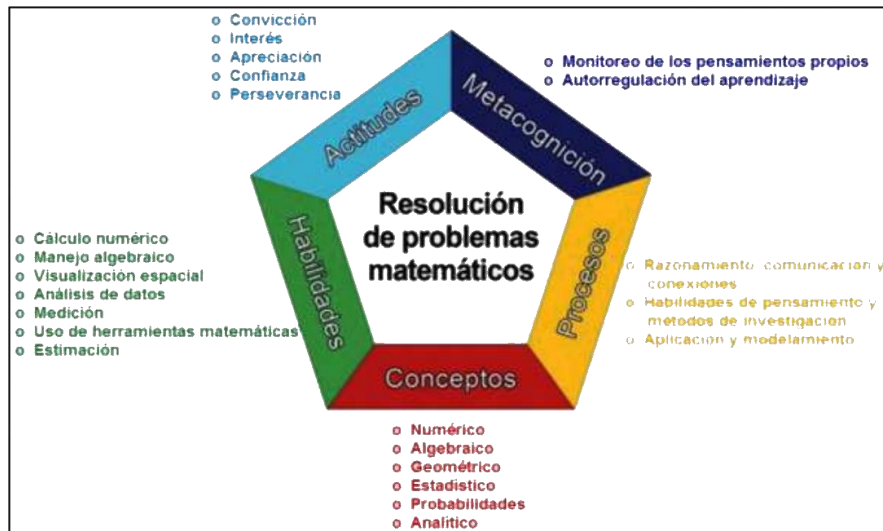 o Convicción
o Interés
o Apreciación
o Confianza
o Perseverancia
Actitudes
Metacognición
o Monitoreo de los pensamientos propios
o Autorregulación del aprendizaje
Resolución
de problemas
matemáticos
Habilidades
o Cálculo numérico
o Manejo algebraico
o Visualización espacial
o Análisis de datos
o Medición
o Uso de herramientas matemáticas
o Estimación
Procesos
o Razonamiento, comunicación y
conexiones
o Habilidades de pensamiento y
métodos de investigación
o Aplicación y modelamiento
Conceptos
o Numérico
o Algebraico
o Geométrico
o Estadístico
o Probabilidades
o Analítico